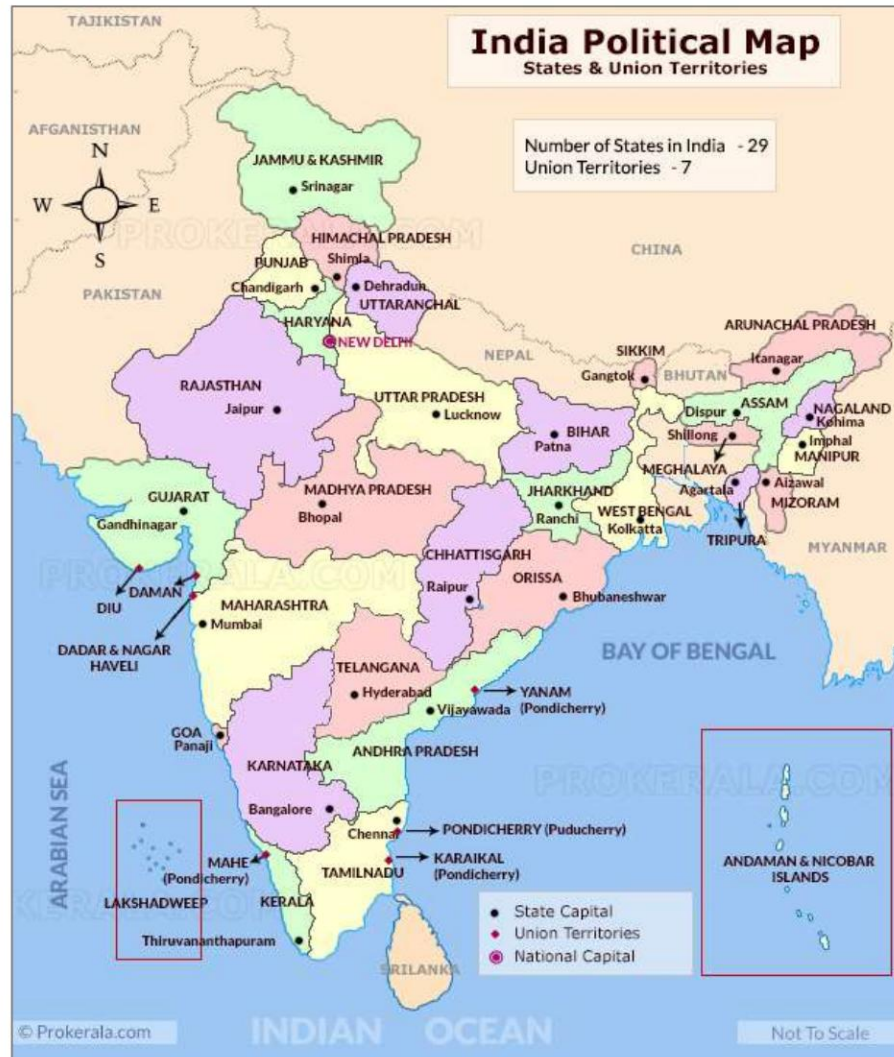 India Political Map
States & Union Territories
Number of States in India - 29
Union Territories - 7
TAJIKISTAN
AFGANISTHAN
N
W E
S
PAKISTAN
CHINA
NEPAL
BHUTAN
MYANMAR
PROKERALA.COM
JAMMU & KASHMIR
Srinagar
HIMACHAL PRADESH
Shimla
PUNJAB
Chandigarh
Dehradun
UTTARANCHAL
HARYANA
NEW DELHI
RAJASTHAN
Jaipur
UTTAR PRADESH
Lucknow
SIKKIM
Gangtok
ARUNACHAL PRADESH
Itanagar
ASSAM
Dispur
NAGALAND
Kohima
Shillong
MEGHALAYA
Imphal
MANIPUR
Agartala
TRIPURA
Aizawal
MIZORAM
BIHAR
Patna
JHARKHAND
Ranchi
WEST BENGAL
Kolkatta
GUJARAT
Gandhinagar
MADHYA PRADESH
Bhopal
CHHATTISGARH
Raipur
ORISSA
Bhubaneshwar
DIU
DAMAN
DADAR & NAGAR
HAVELI
PROKERALA.COM
MAHARASHTRA
Mumbai
TELANGANA
Hyderabad
YANAM
(Pondicherry)
Vijayawada
ANDHRA PRADESH
GOA
Panaji
KARNATAKA
Bangalore
BAY OF BENGAL
PROKERALA.COM
ARABIAN SEA
Chennai
PONDICHERRY (Puducherry)
KARAIKAL
(Pondicherry)
MAHE
(Pondicherry)
TAMILNADU
LAKSHADWEEP
KERALA
Thiruvananthapuram
ANDAMAN & NICOBAR
ISLANDS
SRILANKA
State Capital
Union Territories
National Capital
© Prokerala.com
INDIAN OCEAN
Not To Scale